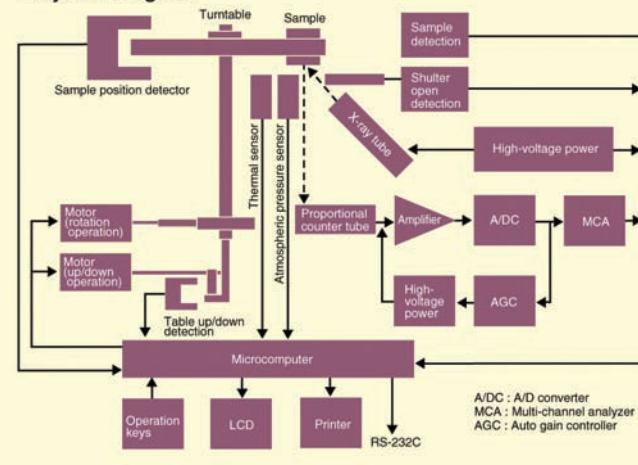 Turntable
Sample
Sample position detector
Sample
detection
Shulter
open
detection
X-ray tube
High-voltage power
Thermal sensor
Atmospheric pressure sensor
Motor
(rotation
operation)
Motor
(up/down
operation)
Proportional
counter tube
Amplifier
A/DC
MCA
High-
voltage
power
AGC
Table up/down
detection
Microcomputer
Operation
keys
LCD
Printer
RS-232C
A/DC : A/D converter
MCA : Multi-channel analyzer
AGC : Auto gain controller